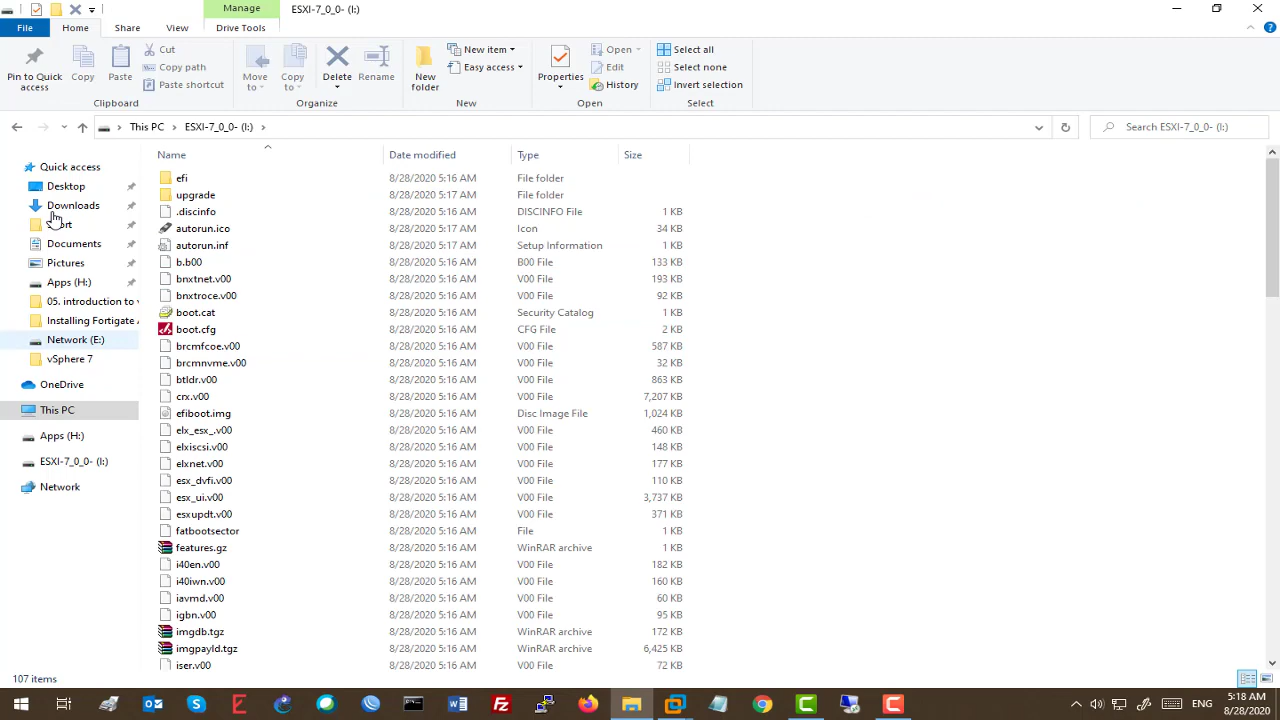 Manage
ESXI-7_0_0- (I:)
File
Home
Share
View
Drive Tools
Pin to Quick access
Copy
Paste
Cut
Copy path
Paste shortcut
Clipboard
Move to
Copy to
Delete
Rename
Organize
New folder
New item
Easy access
New
Properties
Open
Edit
History
Open
Select all
Select none
Invert selection
Select
This PC
ESXI-7_0_0- (I:)
Search ESXI-7_0_0- (I:)
Quick access
Desktop
Downloads
Documents
Pictures
Apps (H:)
05. introduction to
Installing Fortigate
Network (E:)
vSphere 7
OneDrive
This PC
Apps (H:)
ESXI-7_0_0- (I:)
Network
Name Date modified Type Size
efi 8/28/2020 5:16 AM File folder
upgrade 8/28/2020 5:17 AM File folder
.discinfo 8/28/2020 5:16 AM DISCINFO File 1 KB
autorun.ico 8/28/2020 5:17 AM Icon 34 KB
autorun.inf 8/28/2020 5:17 AM Setup Information 1 KB
b.b00 8/28/2020 5:16 AM B00 File 133 KB
bnxtnet.v00 8/28/2020 5:16 AM V00 File 193 KB
bnxtroce.v00 8/28/2020 5:16 AM V00 File 92 KB
boot.cat 8/28/2020 5:16 AM Security Catalog 1 KB
boot.cfg 8/28/2020 5:16 AM CFG File 2 KB
brcmfcoe.v00 8/28/2020 5:16 AM V00 File 587 KB
brcmnvme.v00 8/28/2020 5:16 AM V00 File 32 KB
btldr.v00 8/28/2020 5:16 AM V00 File 863 KB
crx.v00 8/28/2020 5:16 AM V00 File 7,207 KB
efiboot.img 8/28/2020 5:16 AM Disc Image File 1,024 KB
elx_esx_.v00 8/28/2020 5:16 AM V00 File 460 KB
elxiscsi.v00 8/28/2020 5:16 AM V00 File 148 KB
elxnet.v00 8/28/2020 5:16 AM V00 File 177 KB
esx_dvfi.v00 8/28/2020 5:16 AM V00 File 110 KB
esx_ui.v00 8/28/2020 5:16 AM V00 File 3,737 KB
esxupdt.v00 8/28/2020 5:16 AM V00 File 371 KB
fatbootsector 8/28/2020 5:16 AM File 1 KB
features.gz 8/28/2020 5:16 AM WinRAR archive 1 KB
i40en.v00 8/28/2020 5:16 AM V00 File 182 KB
i40iwn.v00 8/28/2020 5:16 AM V00 File 160 KB
iavmd.v00 8/28/2020 5:16 AM V00 File 60 KB
igbn.v00 8/28/2020 5:16 AM V00 File 95 KB
imgdb.tgz 8/28/2020 5:16 AM WinRAR archive 172 KB
imgpayld.tgz 8/28/2020 5:16 AM WinRAR archive 6,425 KB
iser.v00 8/28/2020 5:16 AM V00 File 72 KB
107 items
ENG
5:18 AM
8/28/2020